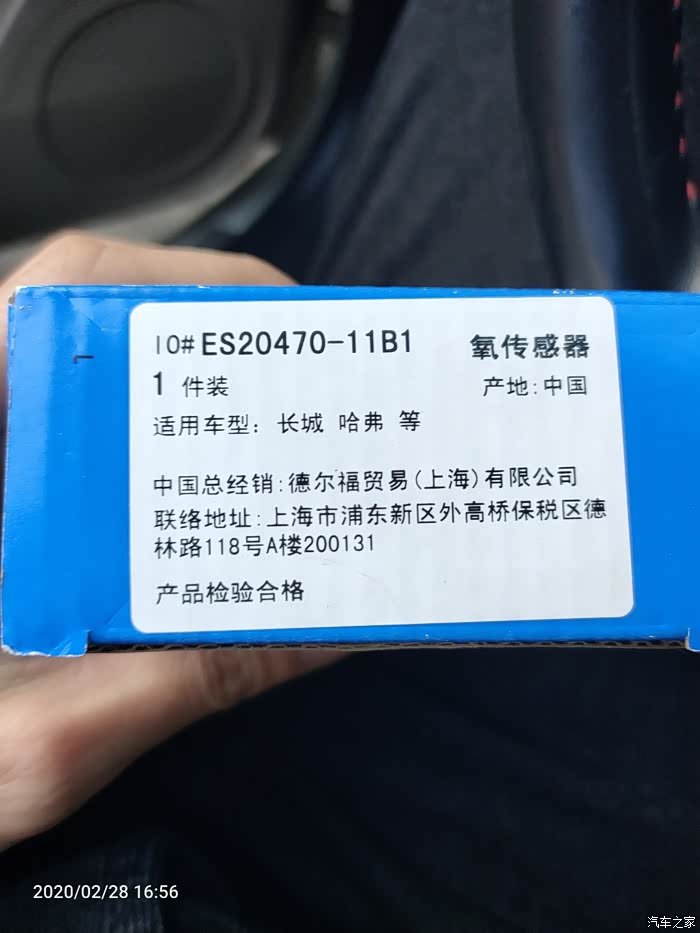 10# ES20470-11B1 氧传感器
1 件装 产地:中国
适用车型：长城 哈弗 等
中国总经销:德尔福贸易(上海)有限公司
联络地址:上海市浦东新区外高桥保税区德
林路118号A楼200131
产品检验合格
2020/02/28 16:56
汽车之家